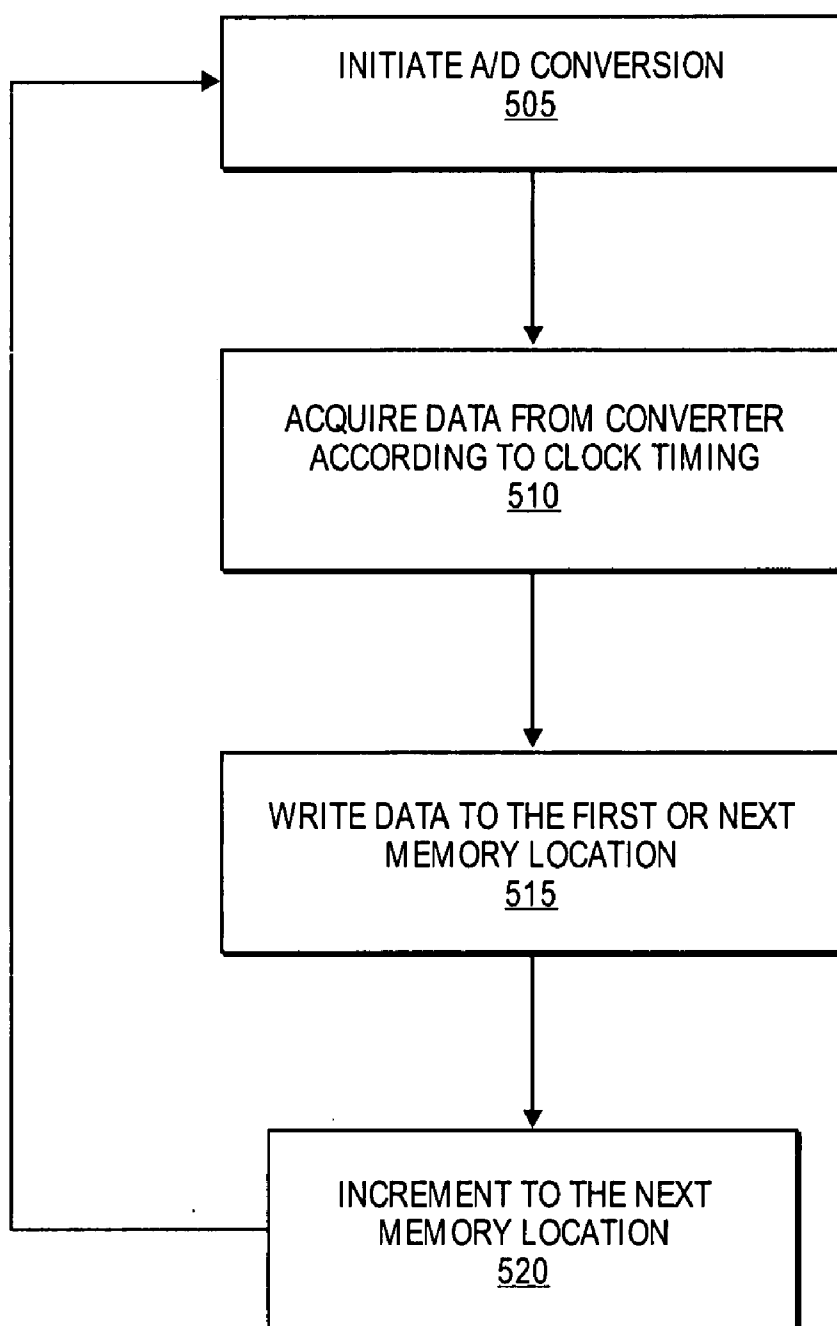 INITIATE A/D CONVERSION
505
ACQUIRE DATA FROM CONVERTER
ACCORDING TO CLOCK TIMING
510
WRITE DATA TO THE FIRST OR NEXT
MEMORY LOCATION
515
INCREMENT TO THE NEXT
MEMORY LOCATION
520